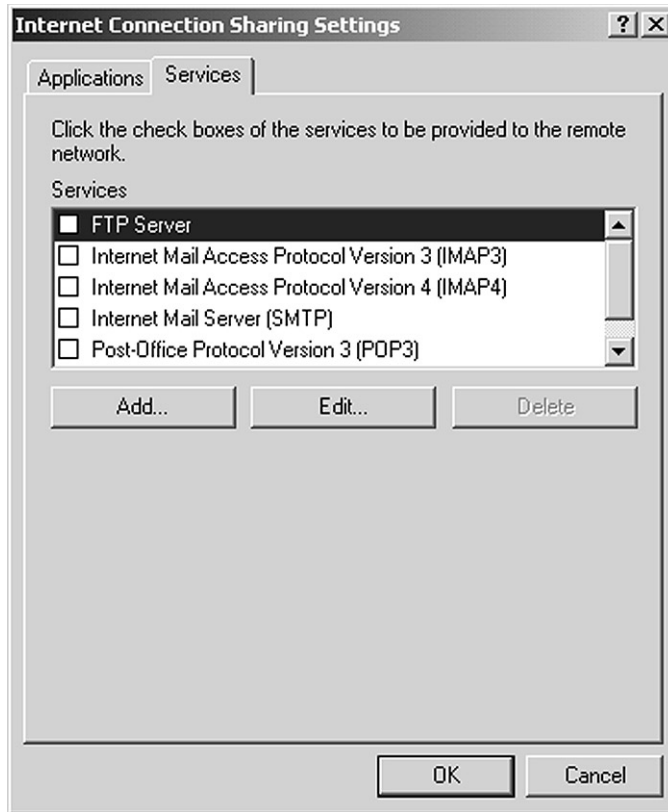 Internet Connection Sharing Settings
Applications
Services
Click the check boxes of the services to be provided to the remote
network.
Services
FTP Server
Internet Mail Access Protocol Version 3 (IMAP3)
Internet Mail Access Protocol Version 4 (IMAP4)
Internet Mail Server (SMTP)
Post-Office Protocol Version 3 (POP3)
Add... Edit... Delete
OK Cancel